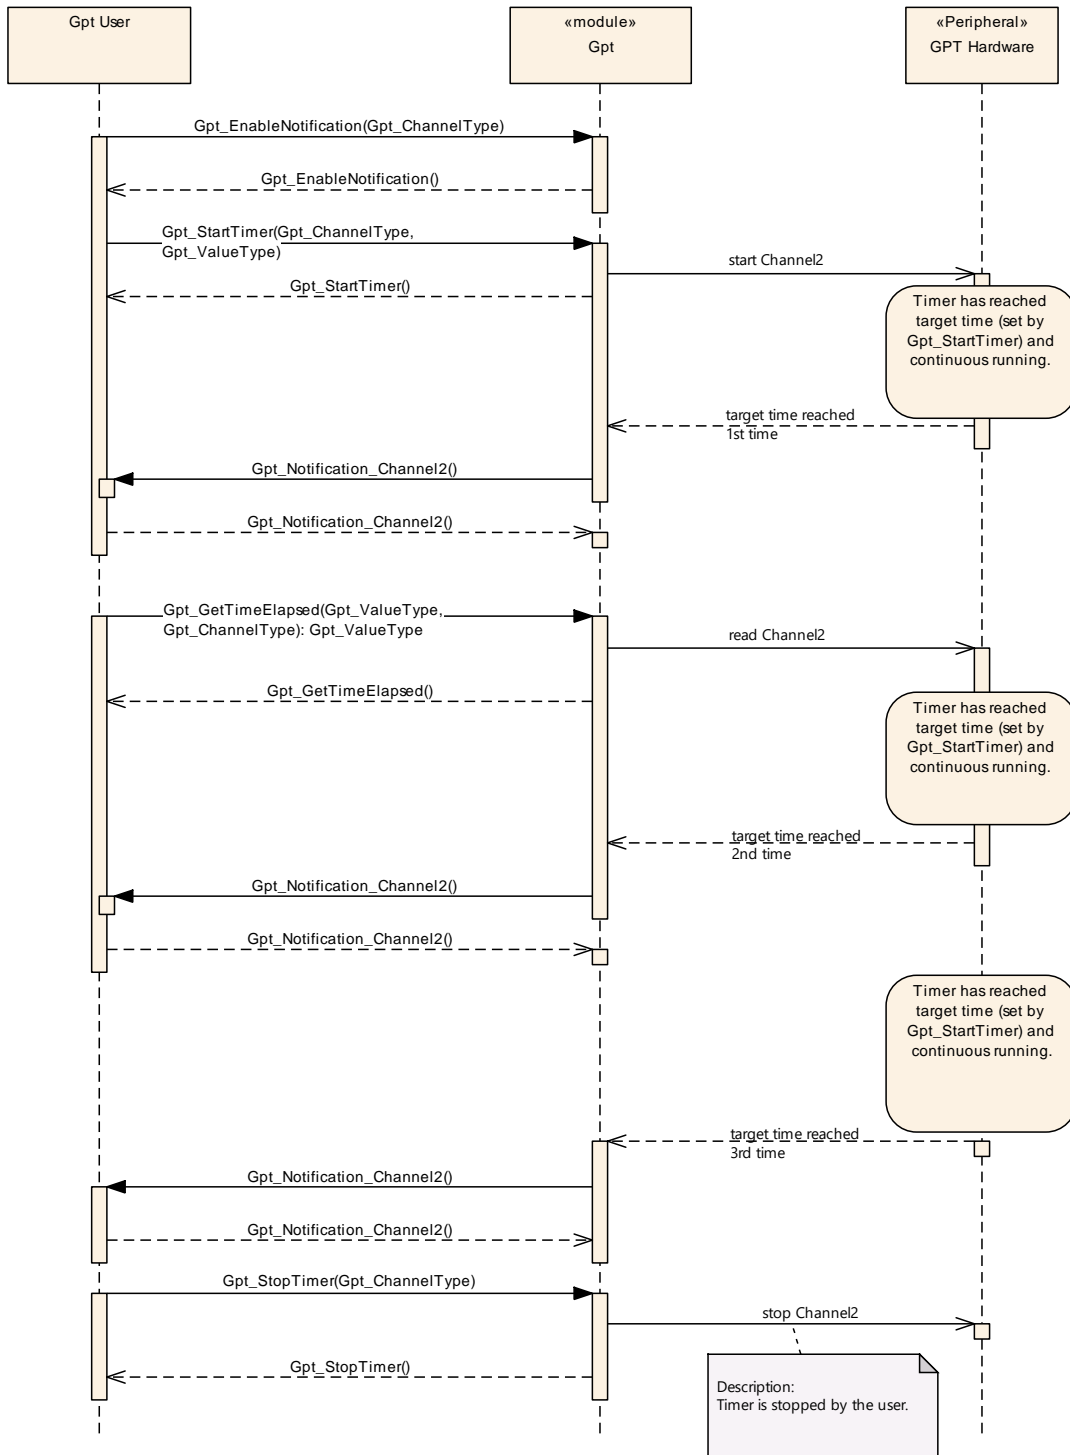 Gpt User
«module»
Gpt
«Peripheral»
GPT Hardware
Gpt_EnableNotification(Gpt_ChannelType)
Gpt_EnableNotification()
Gpt_StartTimer(Gpt_ChannelType,
Gpt_ValueType)
start Channel2
Gpt_StartTimer()
Timer has reached
target time (set by
Gpt_StartTimer) and
continuous running.
target time reached
1st time
Gpt_Notification_Channel2()
Gpt_Notification_Channel2()
Gpt_GetTimeElapsed(Gpt_ValueType,
Gpt_ChannelType): Gpt_ValueType
read Channel2
Gpt_GetTimeElapsed()
Timer has reached
target time (set by
Gpt_StartTimer) and
continuous running.
target time reached
2nd time
Gpt_Notification_Channel2()
Gpt_Notification_Channel2()
Timer has reached
target time (set by
Gpt_StartTimer) and
continuous running.
target time reached
3rd time
Gpt_Notification_Channel2()
Gpt_Notification_Channel2()
Gpt_StopTimer(Gpt_ChannelType)
stop Channel2
Gpt_StopTimer()
Description:
Timer is stopped by the user.